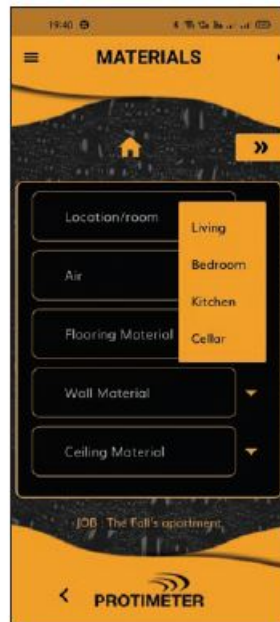 19:40
MATERIALS
Location/room
Living
Bedroom
Air
Kitchen
Flooring Material
Cellar
Wall Material
Ceiling Material
JOB : The Fall's apartment
PROTIMETER